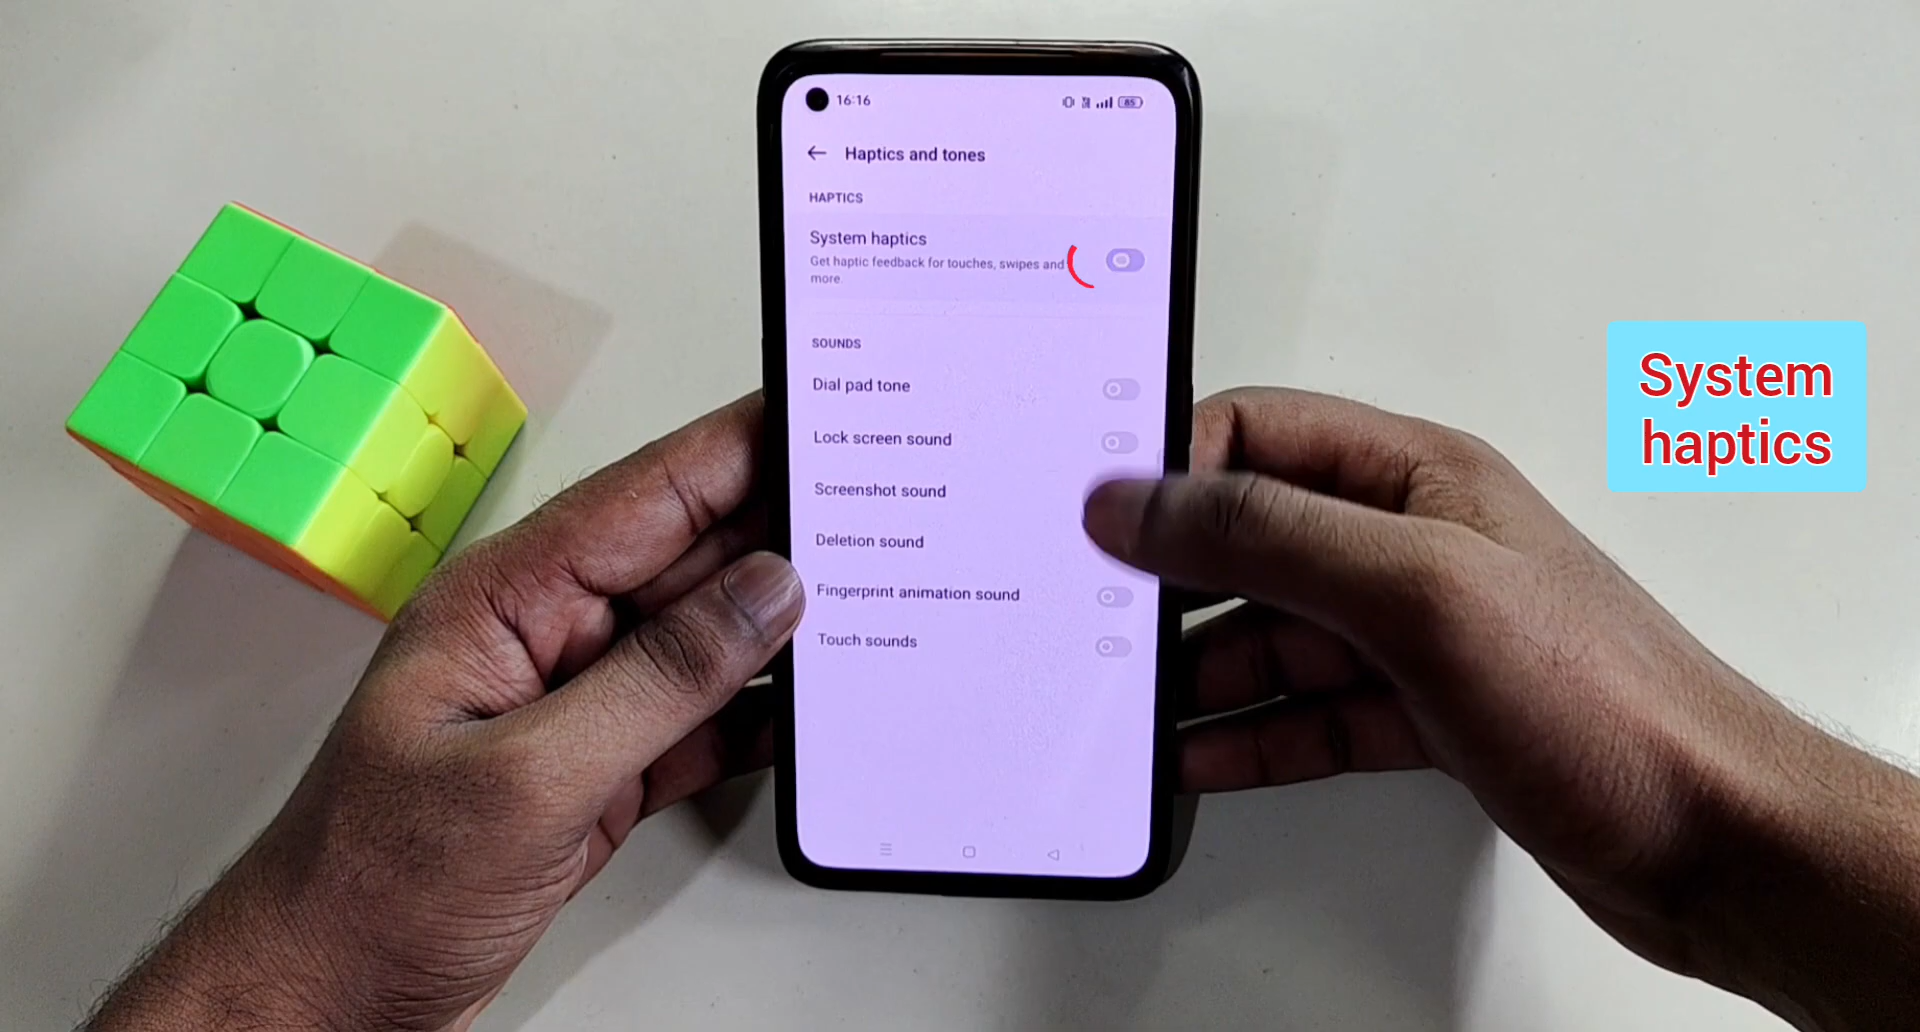 16:16
85
Haptics and tones
HAPTICS
System haptics
Get haptic feedback for touches, swipes and
more.
SOUNDS
Dial pad tone
Lock screen sound
Screenshot sound
Deletion sound
Fingerprint animation sound
Touch sounds
System
haptics